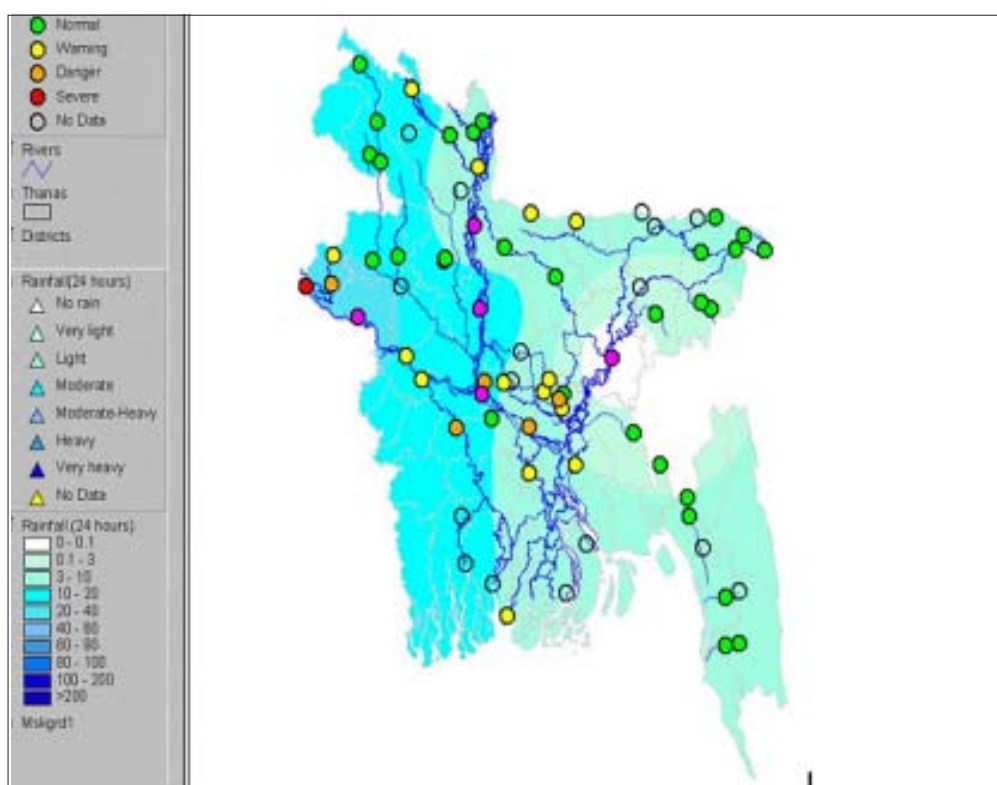 Normal
Warning
Danger
Severe
No Data
Rivers
Thanas
Districts
Rainfall(24 hours)
No rain
Very light
Light
Moderate
Moderate-Heavy
Heavy
Very heavy
No Data
Rainfall (24 hours)
0 - 0.1
0.1 - 3
3 - 10
10 - 20
20 - 40
40 - 60
60 - 80
80 - 100
100 - 200
>200
Mskgrd1